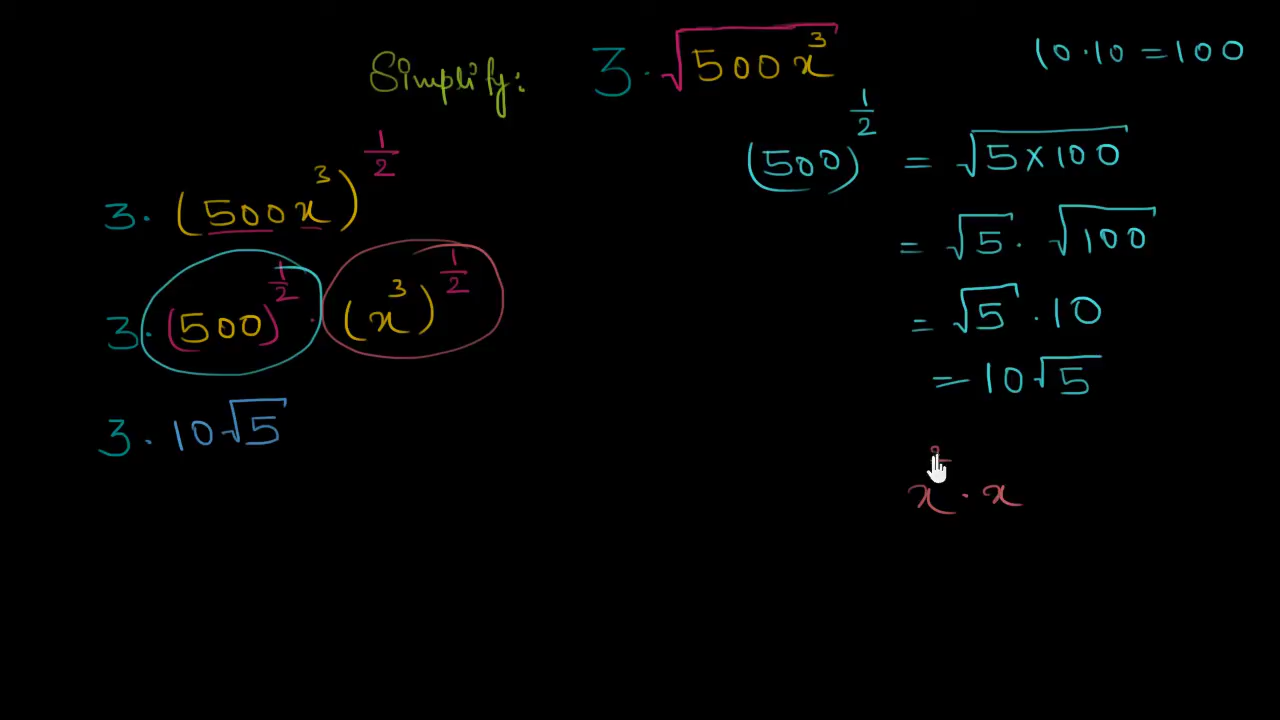 Simplify: 3 · √500x³
10 · 10 = 100
3 · (500x³)^½
3 · (500)^½ · (x³)^½
3 · 10√5
(500)^½ = √5×100
= √5 · √100
= √5 · 10
= 10√5
x² · x